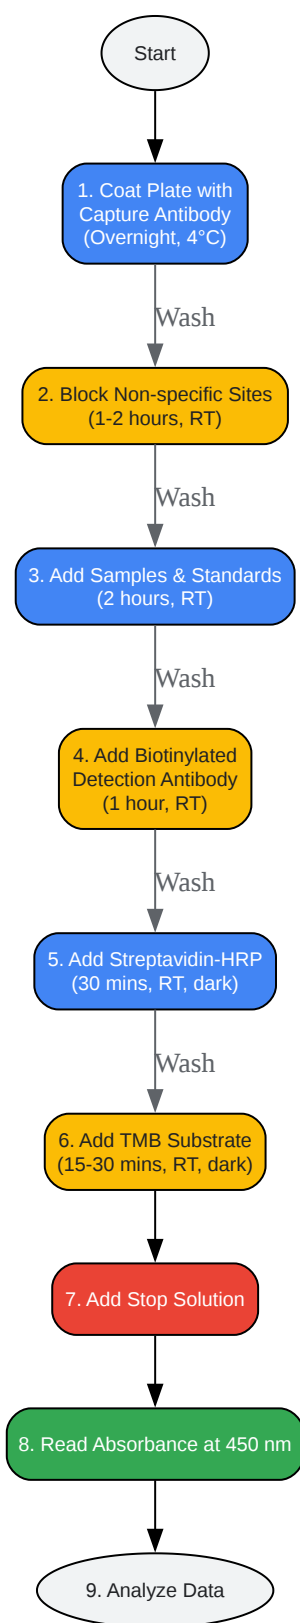 Start
1. Coat Plate with
Capture Antibody
(Overnight, 4°C)
Wash
2. Block Non-specific Sites
(1-2 hours, RT)
Wash
3. Add Samples & Standards
(2 hours, RT)
Wash
4. Add Biotinylated
Detection Antibody
(1 hour, RT)
Wash
5. Add Streptavidin-HRP
(30 mins, RT, dark)
Wash
6. Add TMB Substrate
(15-30 mins, RT, dark)
7. Add Stop Solution
8. Read Absorbance at 450 nm
9. Analyze Data